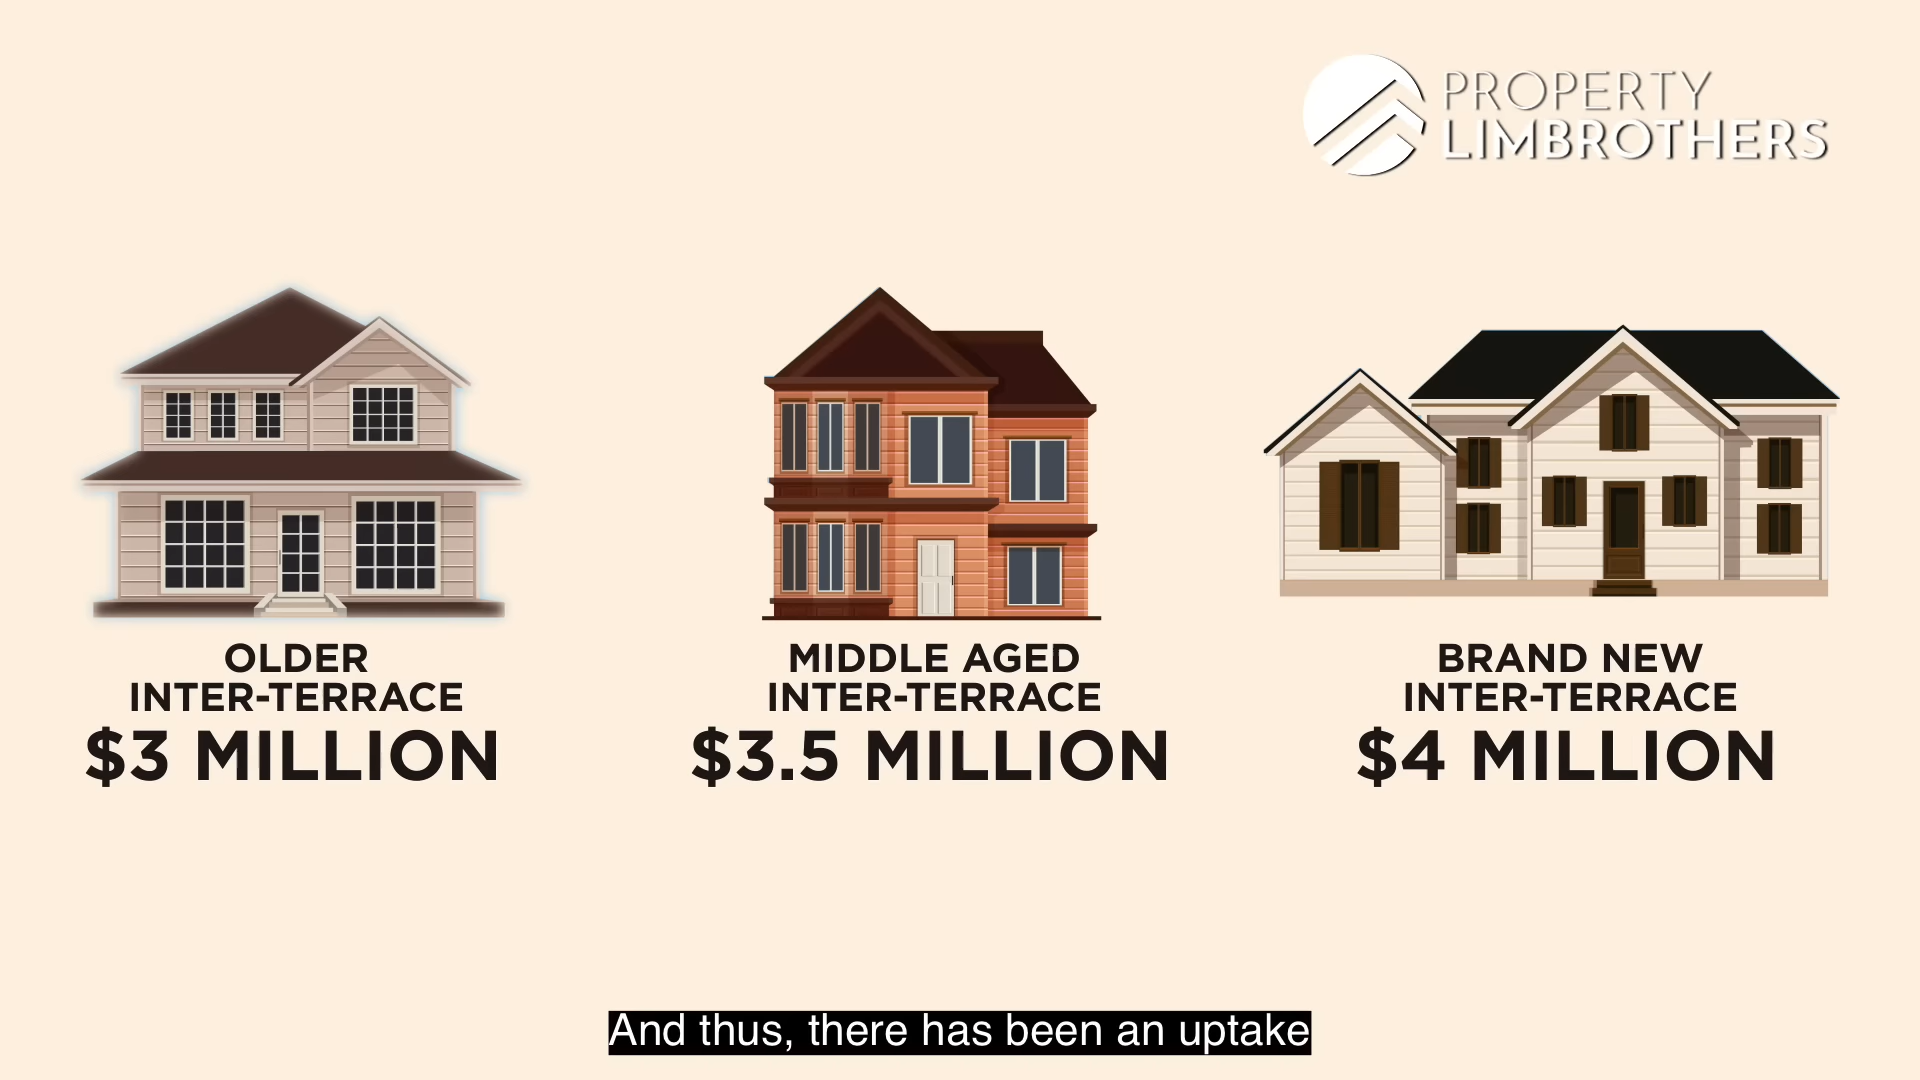 PROPERTY
LIMBROTHERS
OLDER
INTER-TERRACE
$3 MILLION
MIDDLE AGED
INTER-TERRACE
$3.5 MILLION
BRAND NEW
INTER-TERRACE
$4 MILLION
And thus, there has been an uptake